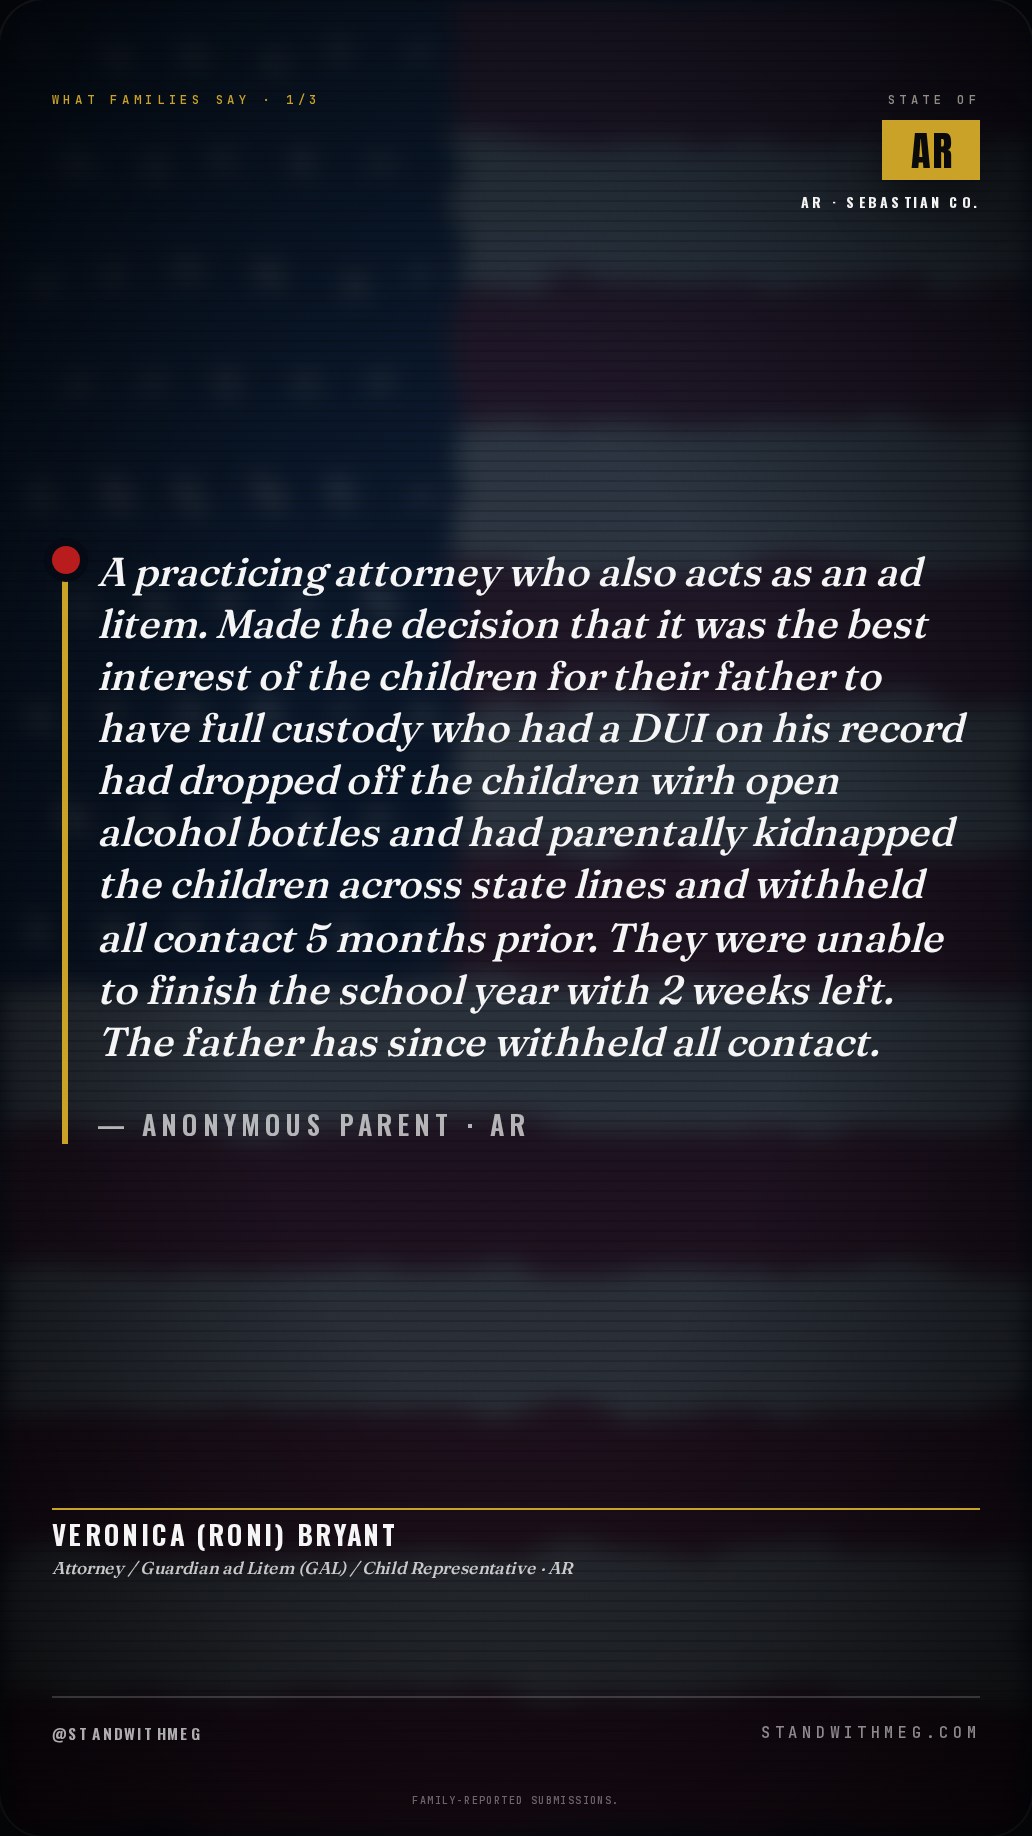 WHAT FAMILIES SAY · 1/3
STATE OF
AR
AR · SEBASTIAN CO.
A practicing attorney who also acts as an ad
litem. Made the decision that it was the best
interest of the children for their father to
have full custody who had a DUI on his record
had dropped off the children wirh open
alcohol bottles and had parentally kidnapped
the children across state lines and withheld
all contact 5 months prior. They were unable
to finish the school year with 2 weeks left.
The father has since withheld all contact.
— ANONYMOUS PARENT · AR
VERONICA (RONI) BRYANT
Attorney / Guardian ad Litem (GAL) / Child Representative · AR
@STANDWITHMEG
STANDWITHMEG.COM
FAMILY-REPORTED SUBMISSIONS.